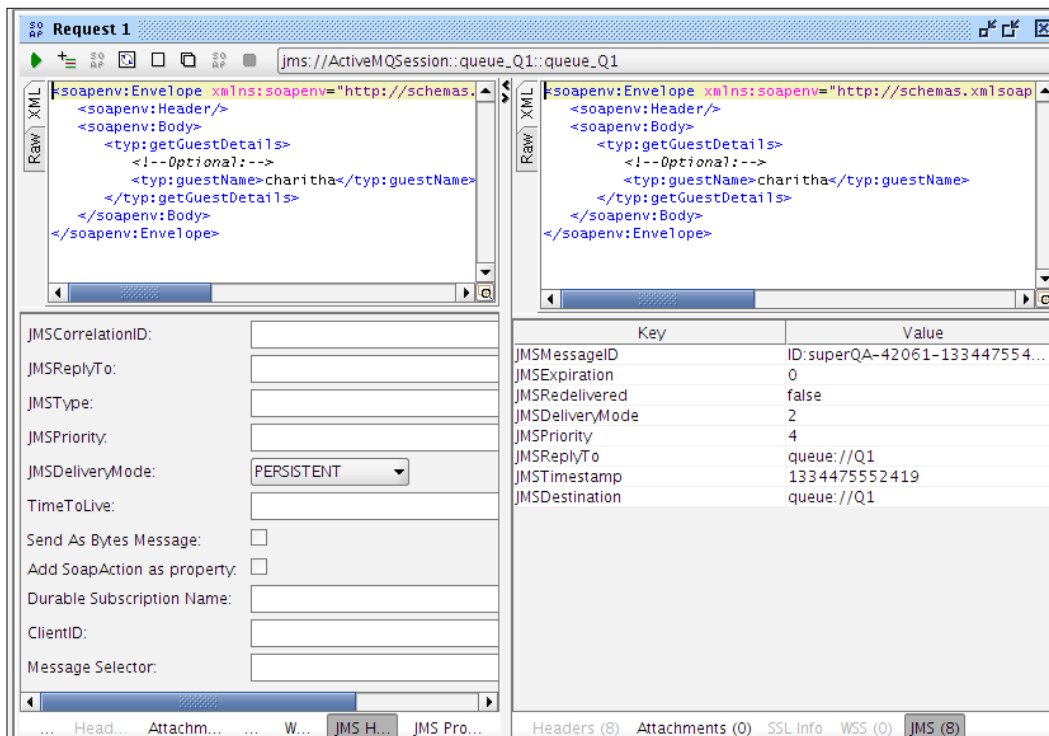 SO AP Request 1
SO AP SO AP jms://ActiveMQSession::queue_Q1::queue_Q1
XML
Raw
<soapenv:Envelope xmlns:soapenv="http://schemas.
<soapenv:Header/>
<soapenv:Body>
<typ:getGuestDetails>
<!--Optional:-->
<typ:guestName>charitha</typ:guestName>
</typ:getGuestDetails>
</soapenv:Body>
</soapenv:Envelope>
XML
Raw
<soapenv:Envelope xmlns:soapenv="http://schemas.xmlsoap
<soapenv:Header/>
<soapenv:Body>
<typ:getGuestDetails>
<!--Optional:-->
<typ:guestName>charitha</typ:guestName>
</typ:getGuestDetails>
</soapenv:Body>
</soapenv:Envelope>
JMSCorrelationID:
JMSReplyTo:
JMSType:
JMSPriority:
JMSDeliveryMode: PERSISTENT
TimeToLive:
Send As Bytes Message:
Add SoapAction as property:
Durable Subscription Name:
ClientID:
Message Selector:
... Head... Attachm... ... W... JMS H... JMS Pro...
Key Value
JMSMessageID ID:superQA-42061-133447554...
JMSExpiration 0
JMSRedelivered false
JMSDeliveryMode 2
JMSPriority 4
JMSReplyTo queue://Q1
JMSTimestamp 1334475552419
JMSDestination queue://Q1
Headers (8) Attachments (0) SSL Info WSS (0) JMS (8)